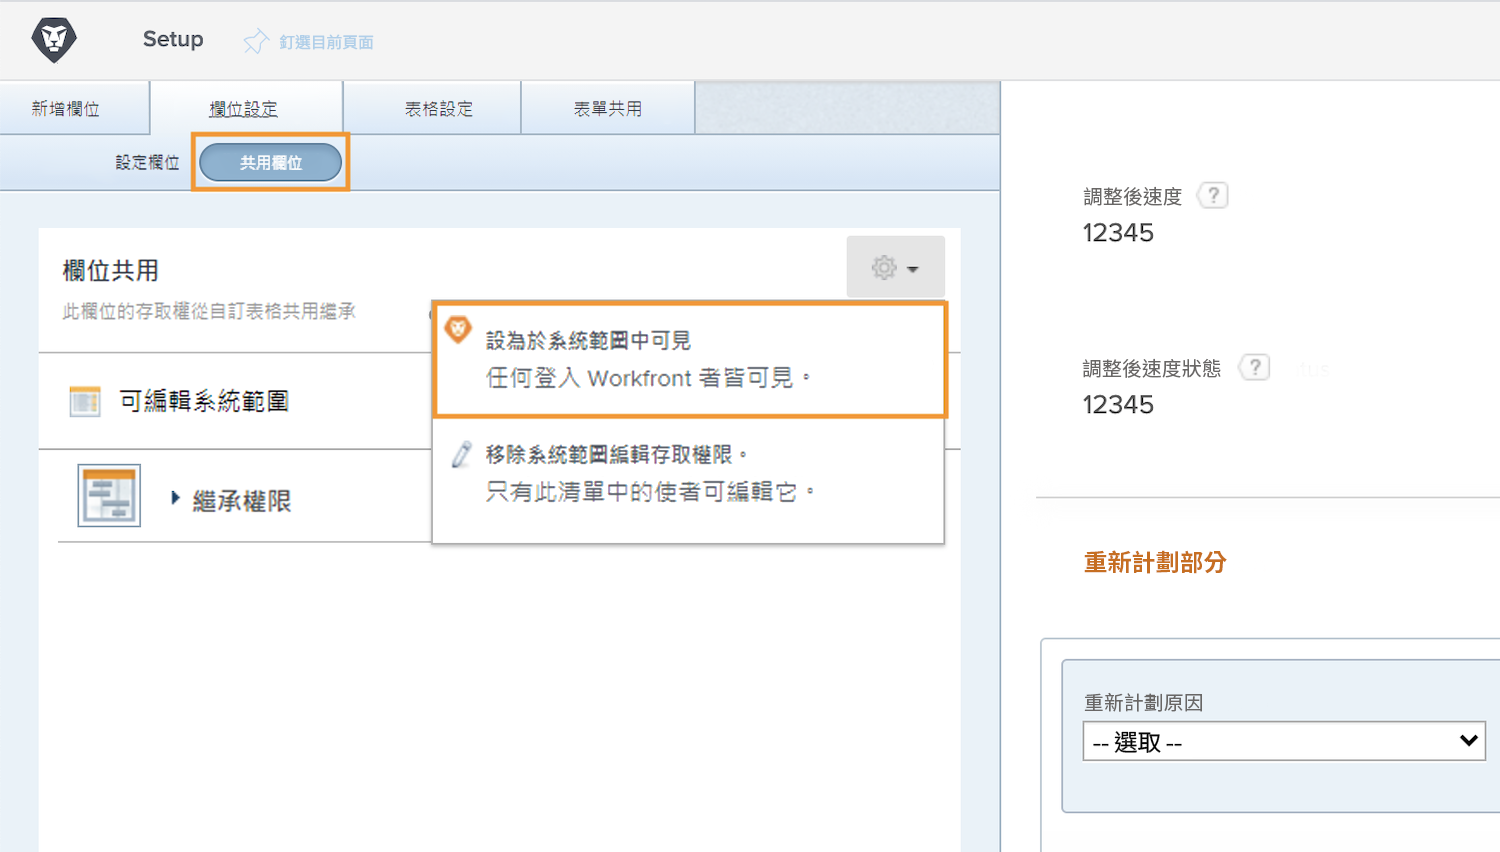 Setup
釘選目前頁面
新增欄位
欄位設定
表格設定
表單共用
設定欄位
共用欄位
欄位共用
此欄位的存取權從自訂表格共用繼承
設為於系統範圍中可見
任何登入 Workfront 者皆可見。
可編輯系統範圍
移除系統範圍編輯存取權限。
只有此清單中的使者可編輯它。
繼承權限
調整後速度
?
12345
調整後速度狀態
?
12345
重新計劃部分
重新計劃原因
-- 選取 --